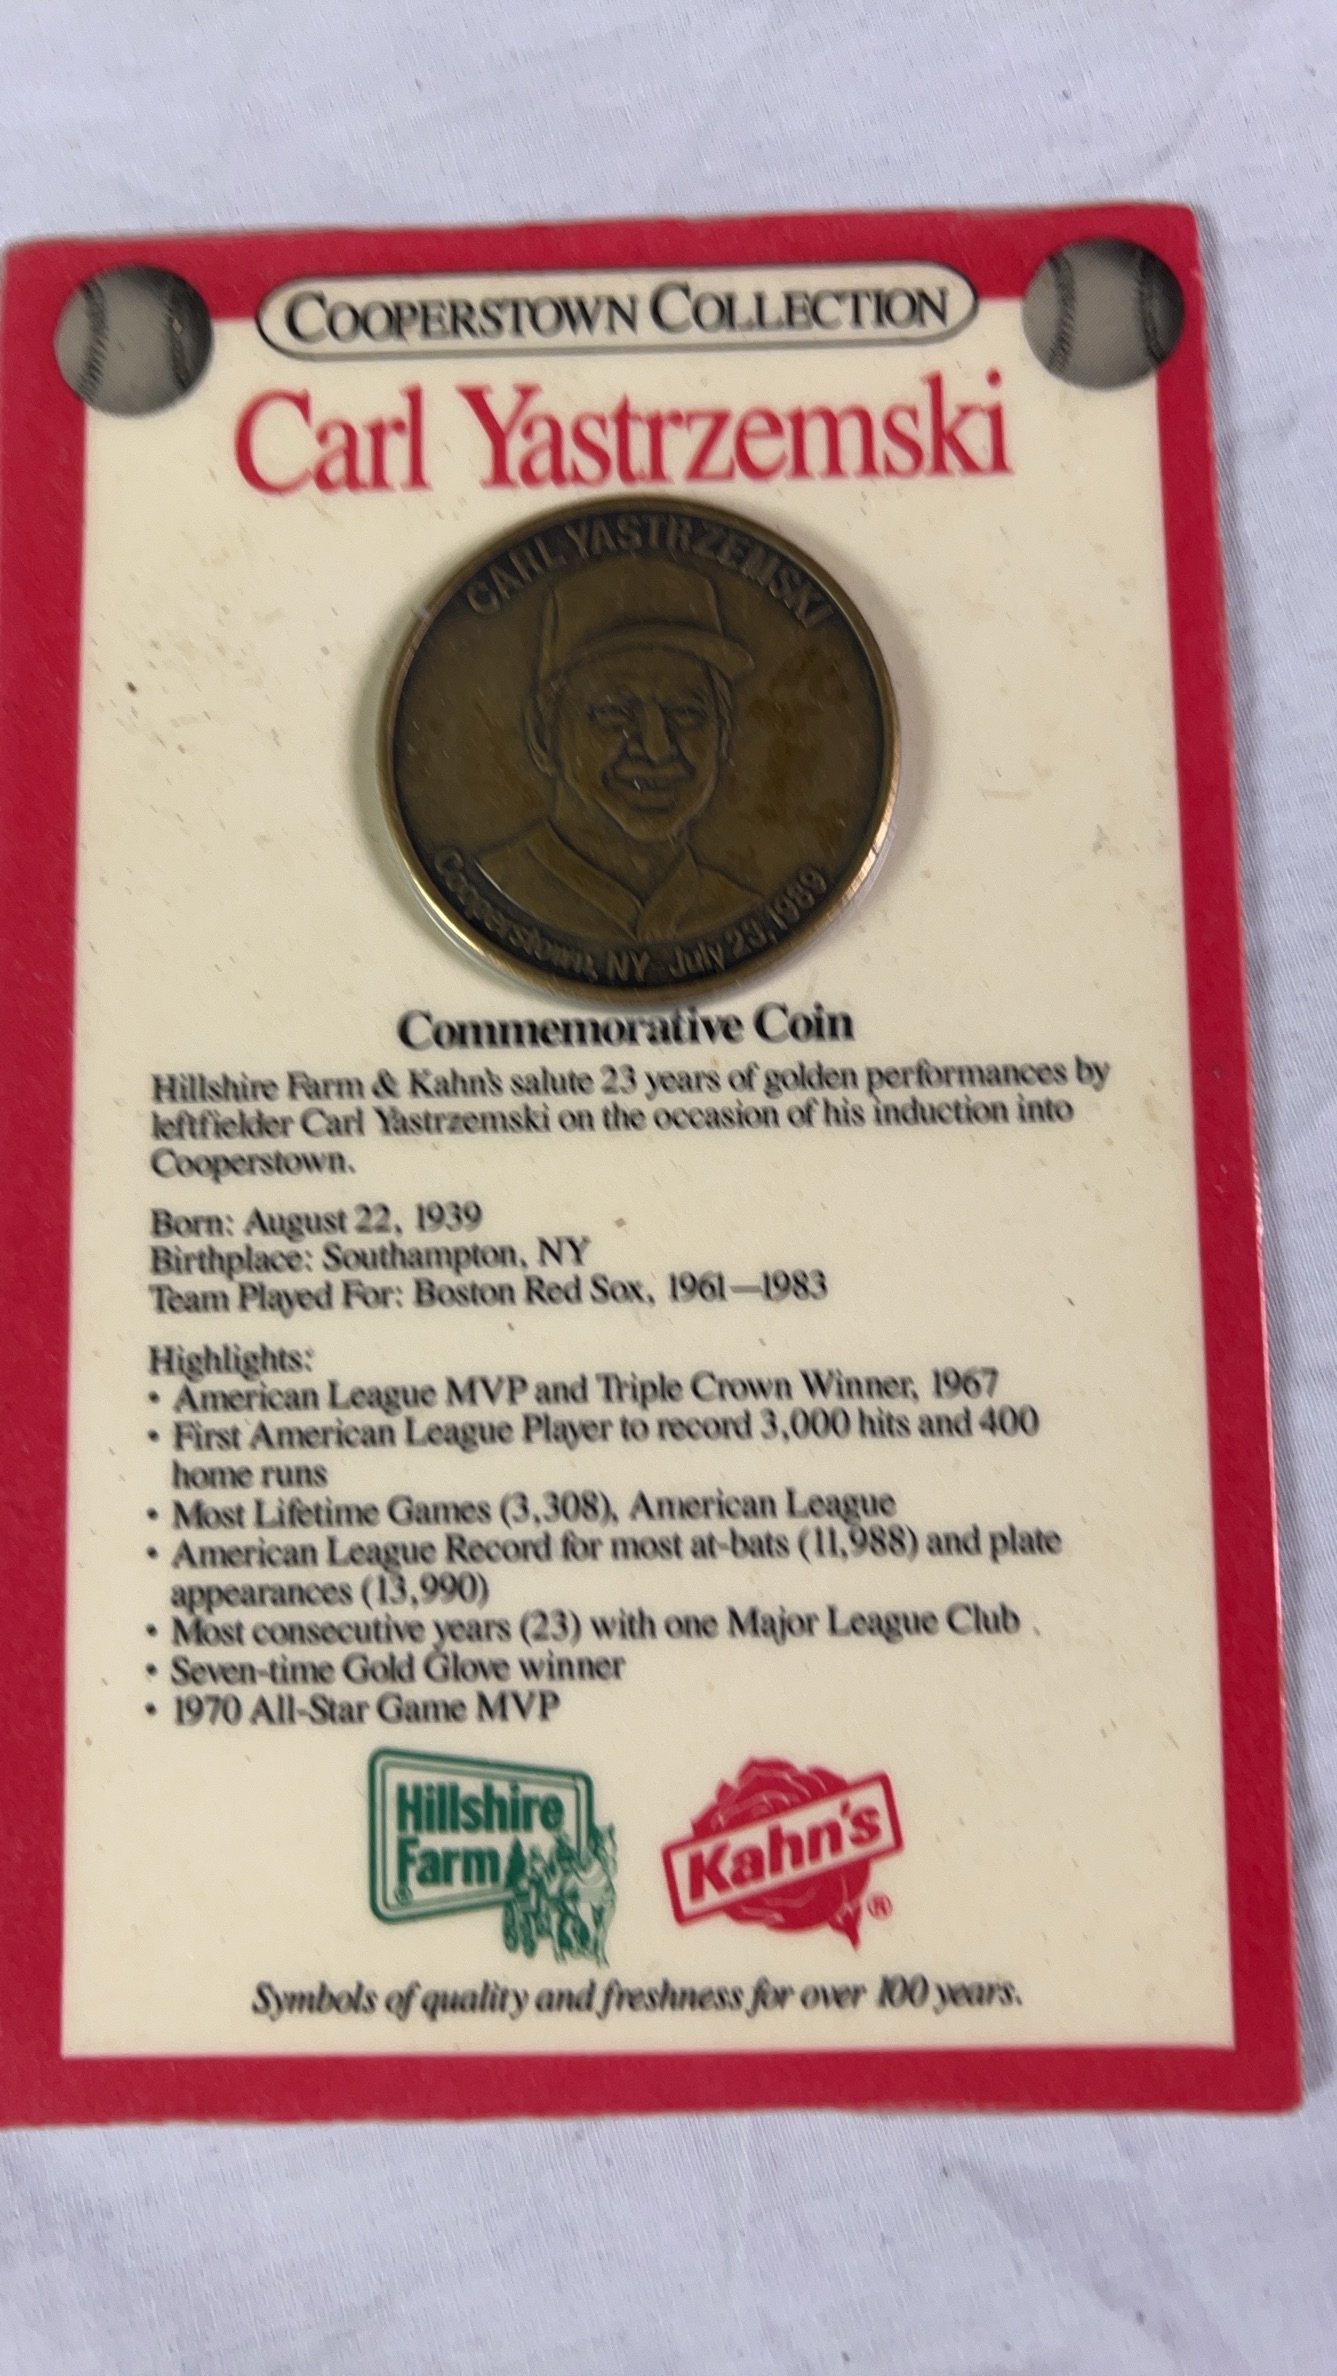 COOPERSTOWN COLLECTION
Carl Yastrzemski
CARL YASTRZEMSKI
Cooperstown, NY - July 23, 1989
Commemorative Coin
Hillshire Farm & Kahn's salute 23 years of golden performances by
leftfielder Carl Yastrzemski on the occasion of his induction into
Cooperstown.
Born: August 22, 1939
Birthplace: Southampton, NY
Team Played For: Boston Red Sox, 1961—1983
Highlights:
• American League MVP and Triple Crown Winner, 1967
• First American League Player to record 3,000 hits and 400
home runs
• Most Lifetime Games (3,308), American League
• American League Record for most at-bats (11,988) and plate
appearances (13,990)
• Most consecutive years (23) with one Major League Club
• Seven-time Gold Glove winner
• 1970 All-Star Game MVP
Hillshire
Farm
®
Kahn's
®
Symbols of quality and freshness for over 100 years.